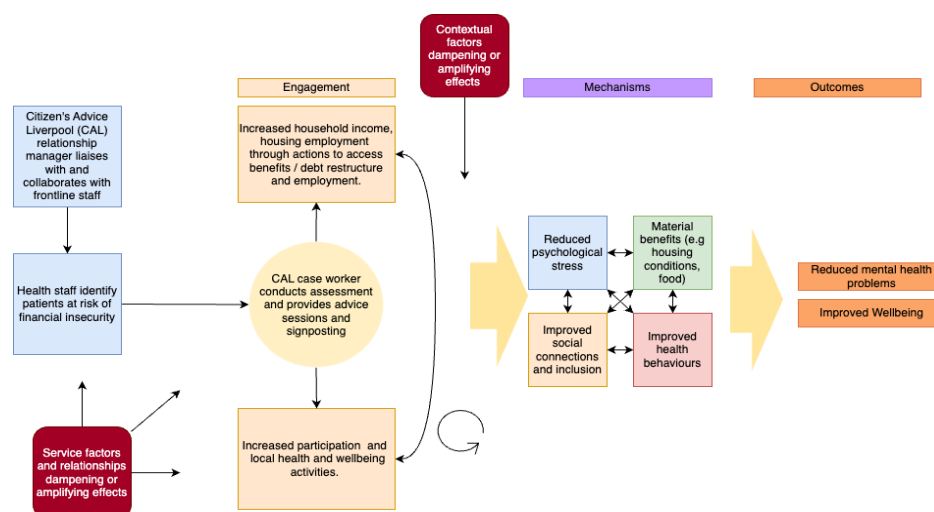 Contextual
factors
dampening or
amplifying
effects
Engagement
Mechanisms
Outcomes
Citizen's Advice
Liverpool (CAL)
relationship
manager liaises
with and
collaborates with
frontline staff
Increased household income,
housing employment
through actions to access
benefits / debt restructure
and employment.
Health staff identify
patients at risk of
financial insecurity
CAL case worker
conducts assessment
and provides advice
sessions and
signposting
Reduced
psychological
stress
Material
benefits (e.g
housing
conditions,
food)
Improved
social
connections
and inclusion
Improved
health
behaviours
Reduced mental health
problems
Improved Wellbeing
Increased participation and
local health and wellbeing
activities.
Service factors
and relationships
dampening or
amplifying effects